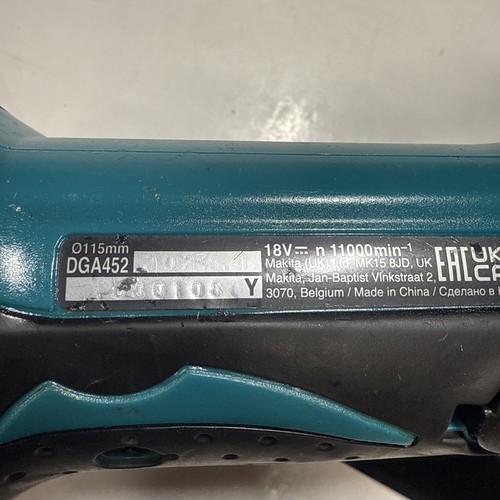 Ø115mm
DGA452
Y
18V⎓ n 11000min⁻¹
Makita (UK) Ltd, MK15 8JD, UK
Makita, Jan-Baptist Vinkstraat 2,
3070, Belgium / Made in China / Сделано в К
EAC
UK
CA